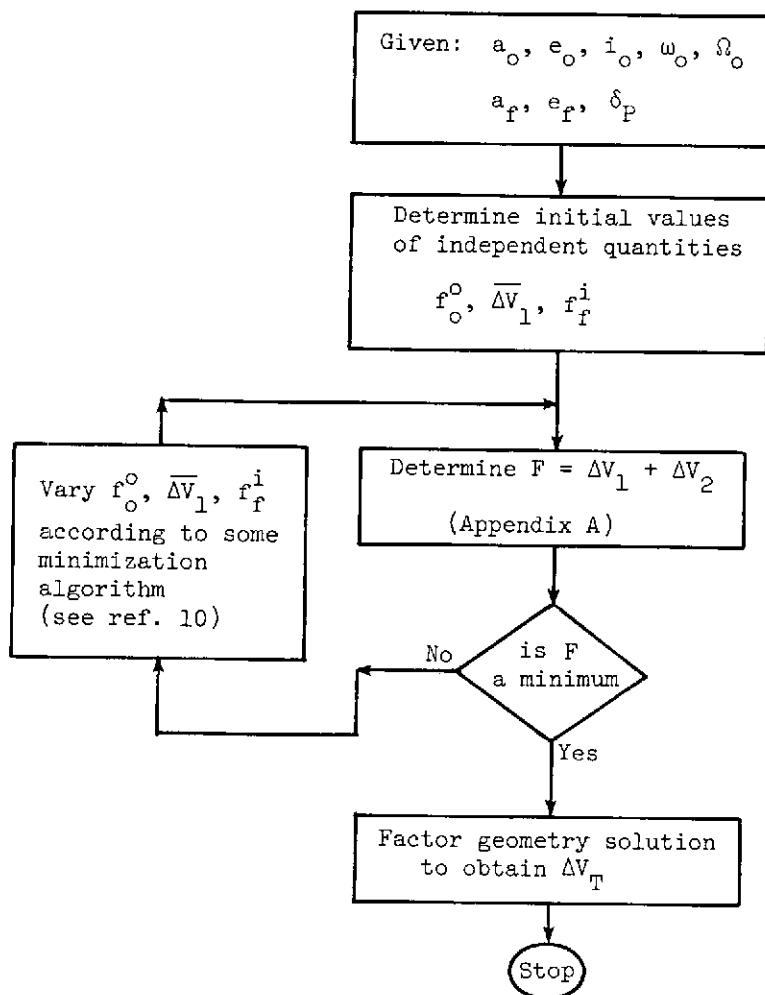 Given: a_o, e_o, i_o, ω_o, Ω_o
a_f, e_f, δ_P
Determine initial values
of independent quantities
f_o^o, \overline{ΔV}_1, f_f^i
Vary f_o^o, \overline{ΔV}_1, f_f^i
according to some
minimization
algorithm
(see ref. 10)
Determine F = ΔV_1 + ΔV_2
(Appendix A)
No
is F
a minimum
Yes
Factor geometry solution
to obtain ΔV_T
Stop